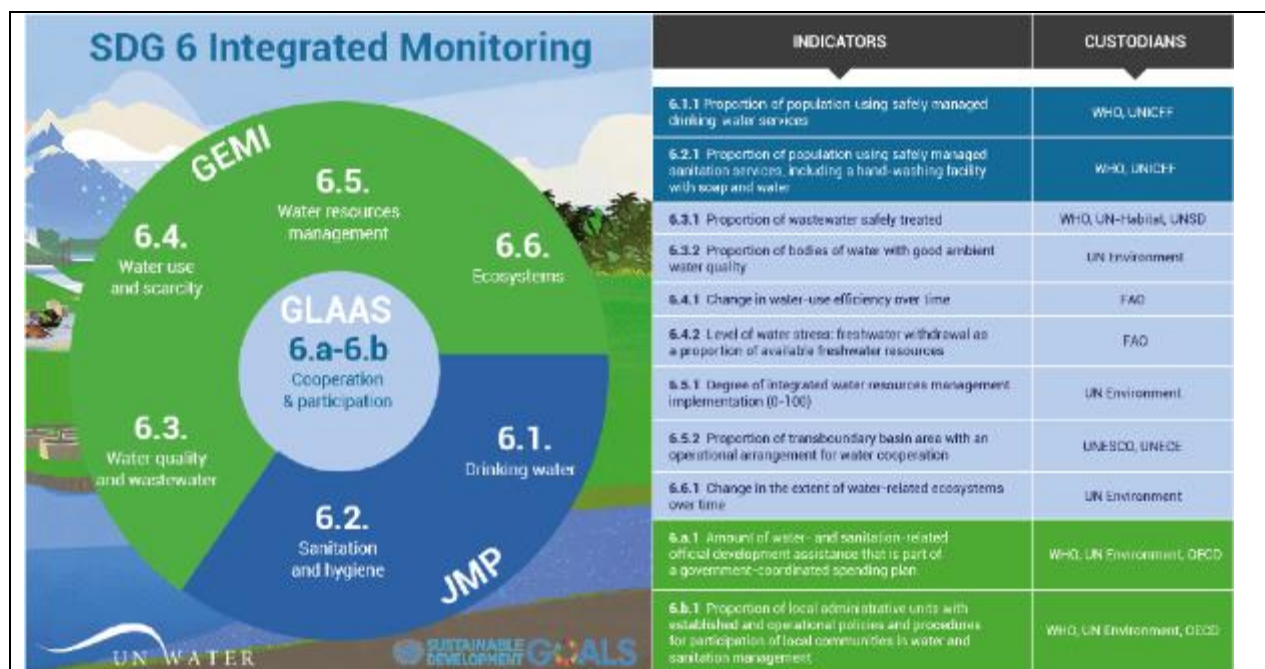 SDG 6 Integrated Monitoring
GEMI
6.5.
Water resources
management
6.4.
Water use
and scarcity
6.6.
Ecosystems
GLAAS
6.a-6.b
Cooperation
& participation
6.3.
Water quality
and wastewater
6.1.
Drinking water
6.2.
Sanitation
and hygiene
JMP
UN WATER
SUSTAINABLE
DEVELOPMENT
GOALS
INDICATORS
CUSTODIANS
6.1.1 Proportion of population using safely managed
drinking water services
WHO, UNICEF
6.2.1 Proportion of population using safely managed
sanitation services, including a hand-washing facility
with soap and water
WHO, UNICEF
6.3.1 Proportion of wastewater safely treated
WHO, UN-Habitat, UNSD
6.3.2 Proportion of bodies of water with good ambient
water quality
UN Environment
6.4.1 Change in water-use efficiency over time
FAO
6.4.2 Level of water stress: freshwater withdrawal as
a proportion of available freshwater resources
FAO
6.5.1 Degree of integrated water resources management
implementation (0-100)
UN Environment
6.5.2 Proportion of transboundary basin area with an
operational arrangement for water cooperation
UNESCO, UNECE
6.6.1 Change in the extent of water-related ecosystems
over time
UN Environment
6.a.1 Amount of water- and sanitation-related
official development assistance that is part of
a government-coordinated spending plan
WHO, UN Environment, OECD
6.b.1 Proportion of local administrative units with
established and operational policies and procedures
for participation of local communities in water and
sanitation management
WHO, UN Environment, OECD